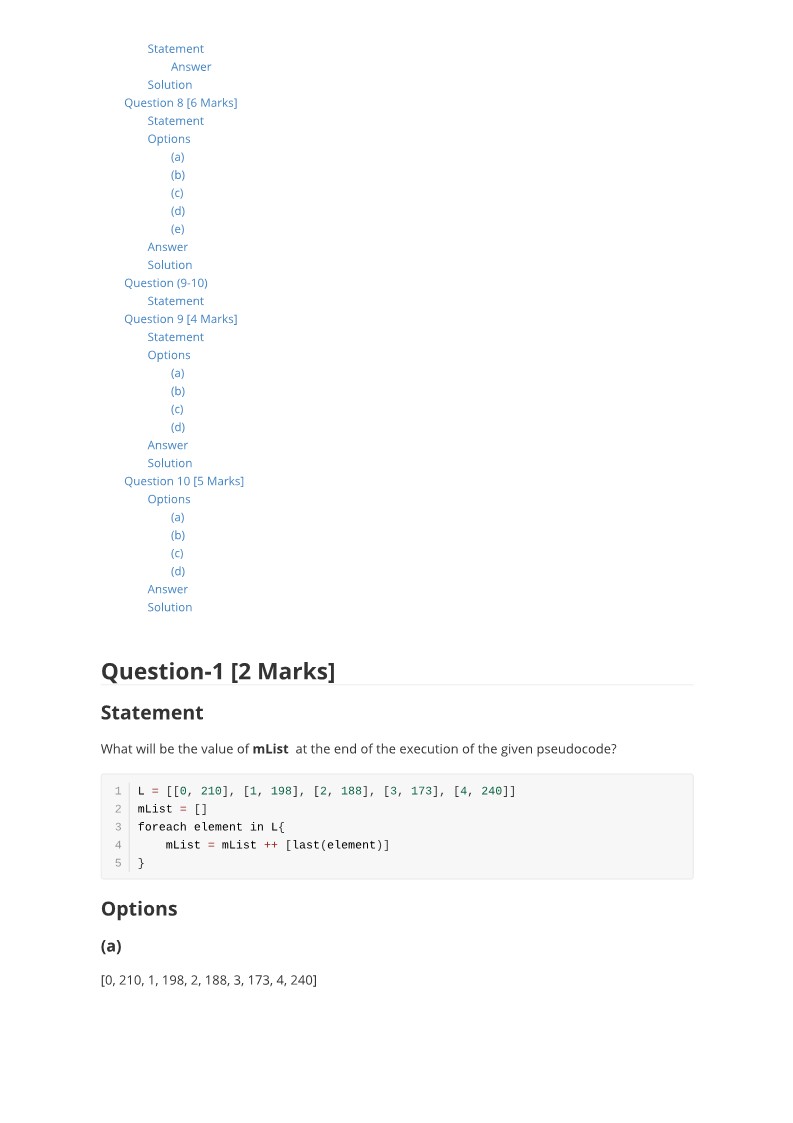 Statement
Answer
Solution
Question 8 [6 Marks]
Statement
Options
(a)
(b)
(c)
(d)
(e)
Answer
Solution
Question (9-10)
Statement
Question 9 [4 Marks]
Statement
Options
(a)
(b)
(c)
(d)
Answer
Solution
Question 10 [5 Marks]
Options
(a)
(b)
(c)
(d)
Answer
Solution
Question-1 [2 Marks]
Statement
What will be the value of mList at the end of the execution of the given pseudocode?
1 L = [[0, 210], [1, 198], [2, 188], [3, 173], [4, 240]]
2 mList = []
3 foreach element in L{
4     mList = mList ++ [last(element)]
5 }
Options
(a)
[0, 210, 1, 198, 2, 188, 3, 173, 4, 240]